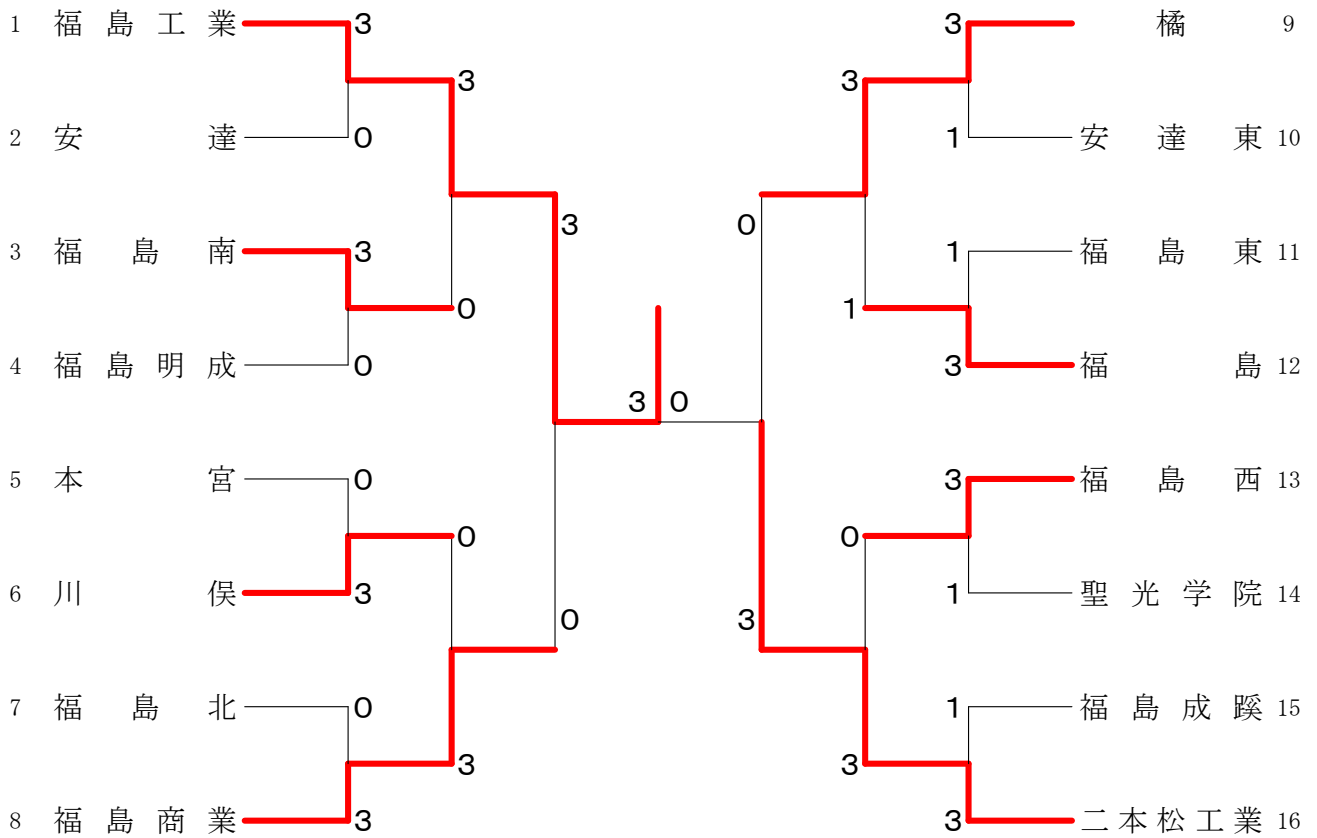 1 福島工業 3 3 橘 9
3 3
2 安達 0 1 安達東 10
3 0
3 福島南 3 1 福島東 11
0 1
4 福島明成 0 3 福島 12
3 0
5 本宮 0 3 福島西 13
0 0
6 川俣 3 1 聖光学院 14
0 3
7 福島北 0 1 福島成蹊 15
3 3
8 福島商業 3 3 二本松工業 16